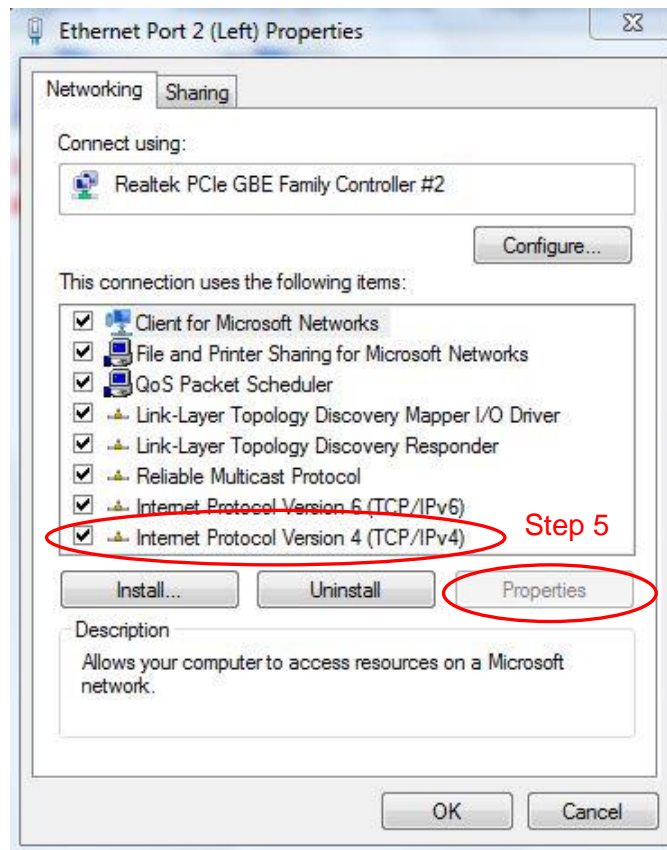 Ethernet Port 2 (Left) Properties
Networking
Sharing
Connect using:
Realtek PCIe GBE Family Controller #2
Configure...
This connection uses the following items:
Client for Microsoft Networks
File and Printer Sharing for Microsoft Networks
QoS Packet Scheduler
Link-Layer Topology Discovery Mapper I/O Driver
Link-Layer Topology Discovery Responder
Reliable Multicast Protocol
Internet Protocol Version 6 (TCP/IPv6)
Internet Protocol Version 4 (TCP/IPv4)
Step 5
Install...
Uninstall
Properties
Description
Allows your computer to access resources on a Microsoft
network.
OK
Cancel